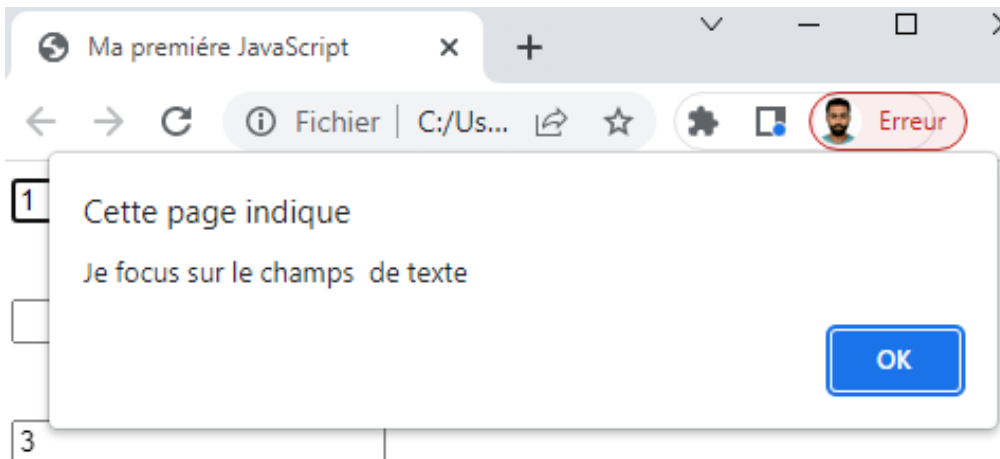 Ma premiére JavaScript
Fichier C:/Us... Erreur
1
Cette page indique
Je focus sur le champs de texte
OK
3